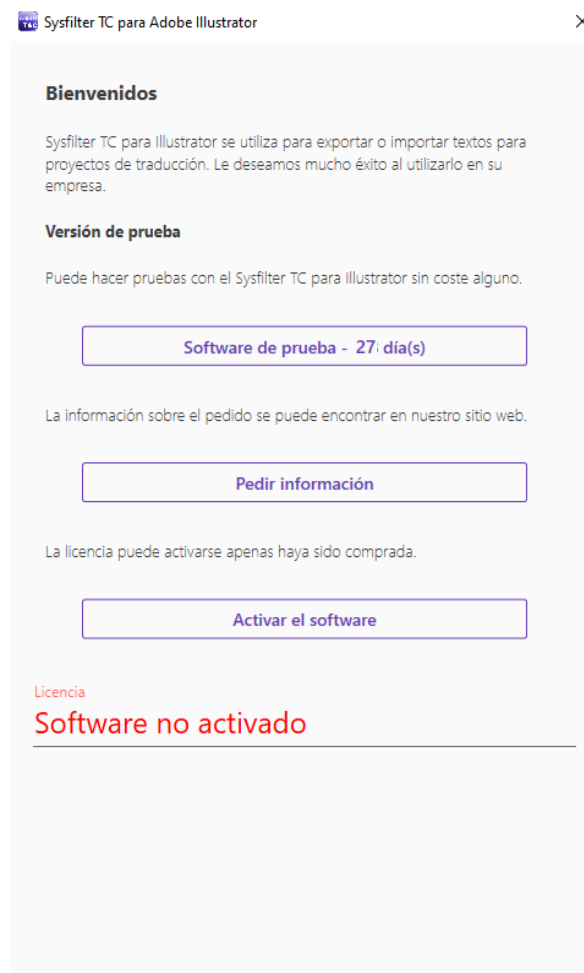 Sysfilter TC para Adobe Illustrator
Bienvenidos
Sysfilter TC para Illustrator se utiliza para exportar o importar textos para
proyectos de traducción. Le deseamos mucho éxito al utilizarlo en su
empresa.
Versión de prueba
Puede hacer pruebas con el Sysfilter TC para Illustrator sin coste alguno.
Software de prueba - 27 día(s)
La información sobre el pedido se puede encontrar en nuestro sitio web.
Pedir información
La licencia puede activarse apenas haya sido comprada.
Activar el software
Licencia
Software no activado